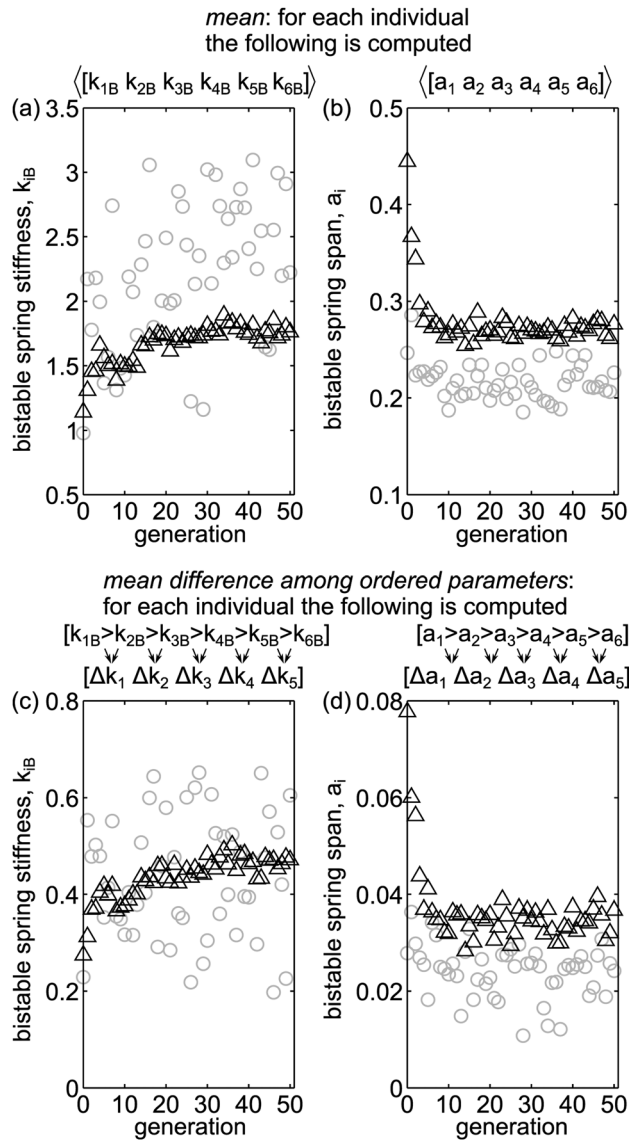 mean: for each individual
the following is computed
⟨[k1B k2B k3B k4B k5B k6B]⟩
⟨[a1 a2 a3 a4 a5 a6]⟩
(a)
3.5
3
2.5
2
1.5
1
0.5
bistable spring stiffness, kiB
0 10 20 30 40 50
generation
(b)
0.5
0.4
0.3
0.2
0.1
bistable spring span, ai
0 10 20 30 40 50
generation
mean difference among ordered parameters:
for each individual the following is computed
[k1B>k2B>k3B>k4B>k5B>k6B]
[Δk1 Δk2 Δk3 Δk4 Δk5]
[a1>a2>a3>a4>a5>a6]
[Δa1 Δa2 Δa3 Δa4 Δa5]
(c)
0.8
0.6
0.4
0.2
0
bistable spring stiffness, kiB
0 10 20 30 40 50
generation
(d)
0.08
0.06
0.04
0.02
0
bistable spring span, ai
0 10 20 30 40 50
generation